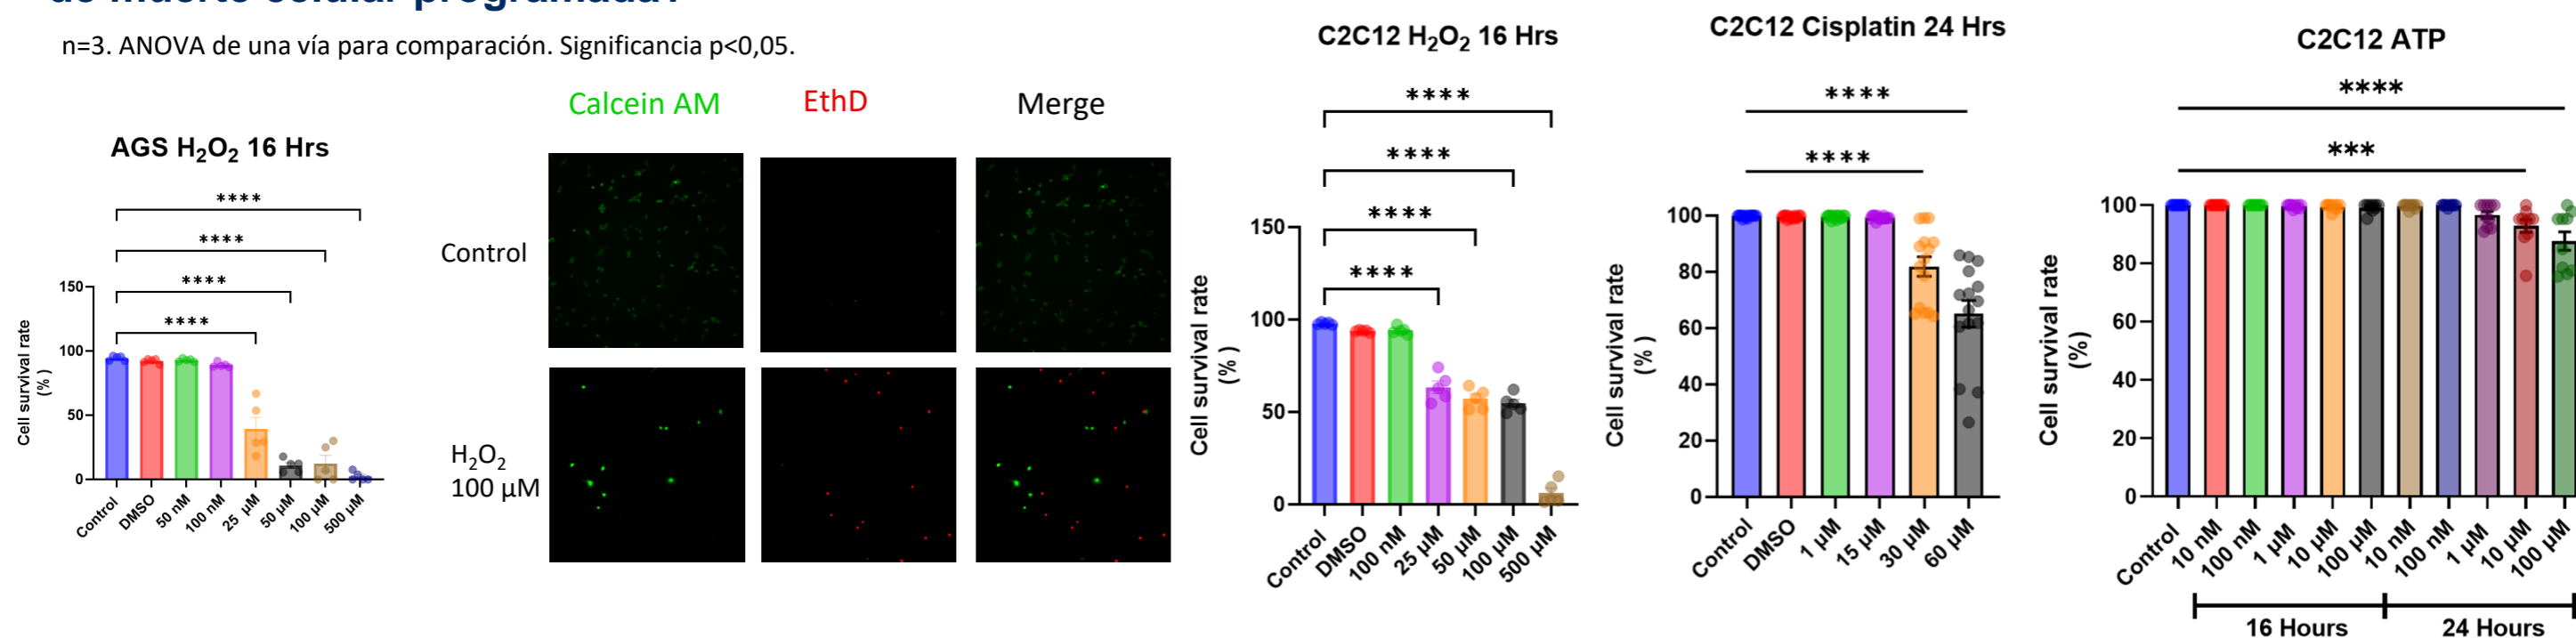 de muerte celular programada?
n=3. ANOVA de una vía para comparación. Significancia p<0,05.
AGS H₂O₂ 16 Hrs
****
****
****
****
Cell survival rate
(%)
150
100
50
0
Control
DMSO
50 nM
100 nM
25 µM
50 µM
100 µM
500 µM
Calcein AM
EthD
Merge
Control
H₂O₂
100 µM
C2C12 H₂O₂ 16 Hrs
****
****
****
****
Cell survival rate
(%)
150
100
50
0
Control
DMSO
100 nM
25 µM
50 µM
100 µM
500 µM
C2C12 Cisplatin 24 Hrs
****
****
Cell survival rate
(%)
100
80
60
40
20
0
Control
DMSO
1 µM
15 µM
30 µM
60 µM
C2C12 ATP
****
***
Cell survival rate
(%)
100
80
60
40
20
0
Control
10 nM
100 nM
1 µM
10 µM
100 µM
10 nM
100 nM
1 µM
10 µM
100 µM
16 Hours
24 Hours